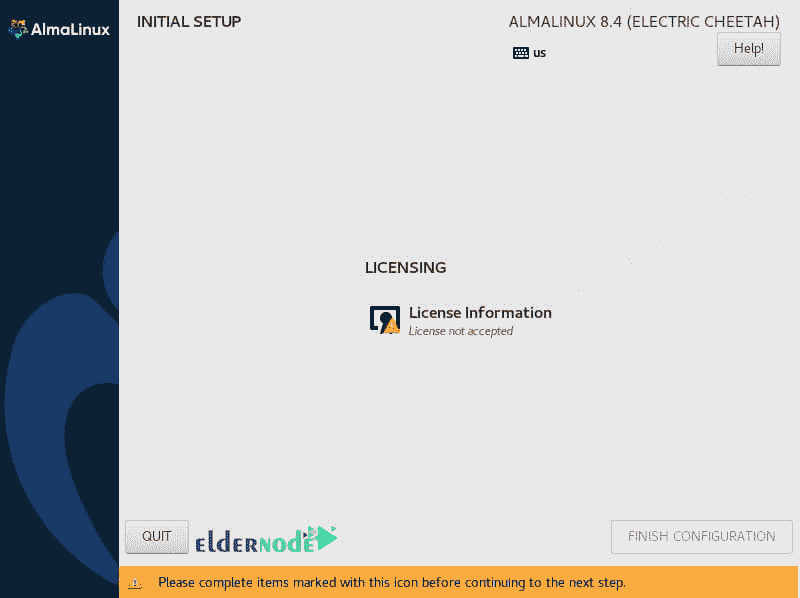 AlmaLinux
INITIAL SETUP
ALMALINUX 8.4 (ELECTRIC CHEETAH)
us
Help!
LICENSING
License Information
License not accepted
QUIT
eldernode
FINISH CONFIGURATION
Please complete items marked with this icon before continuing to the next step.